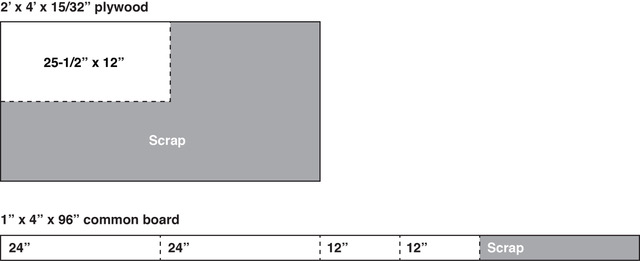 2’ x 4’ x 15/32” plywood
25-1/2” x 12”
Scrap
1” x 4” x 96” common board
24” 24” 12” 12” Scrap